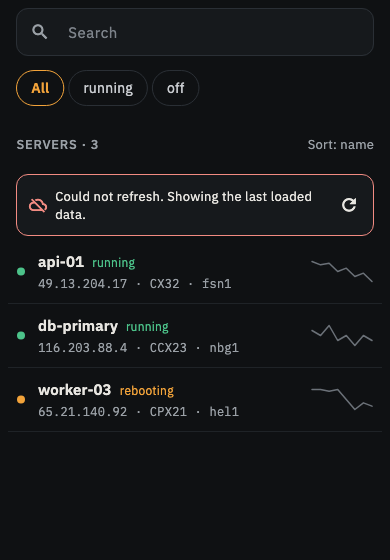 Search
All running off
SERVERS · 3 Sort: name
Could not refresh. Showing the last loaded
data.
api-01 running
49.13.204.17 · CX32 · fsn1
db-primary running
116.203.88.4 · CCX23 · nbg1
worker-03 rebooting
65.21.140.92 · CPX21 · hel1